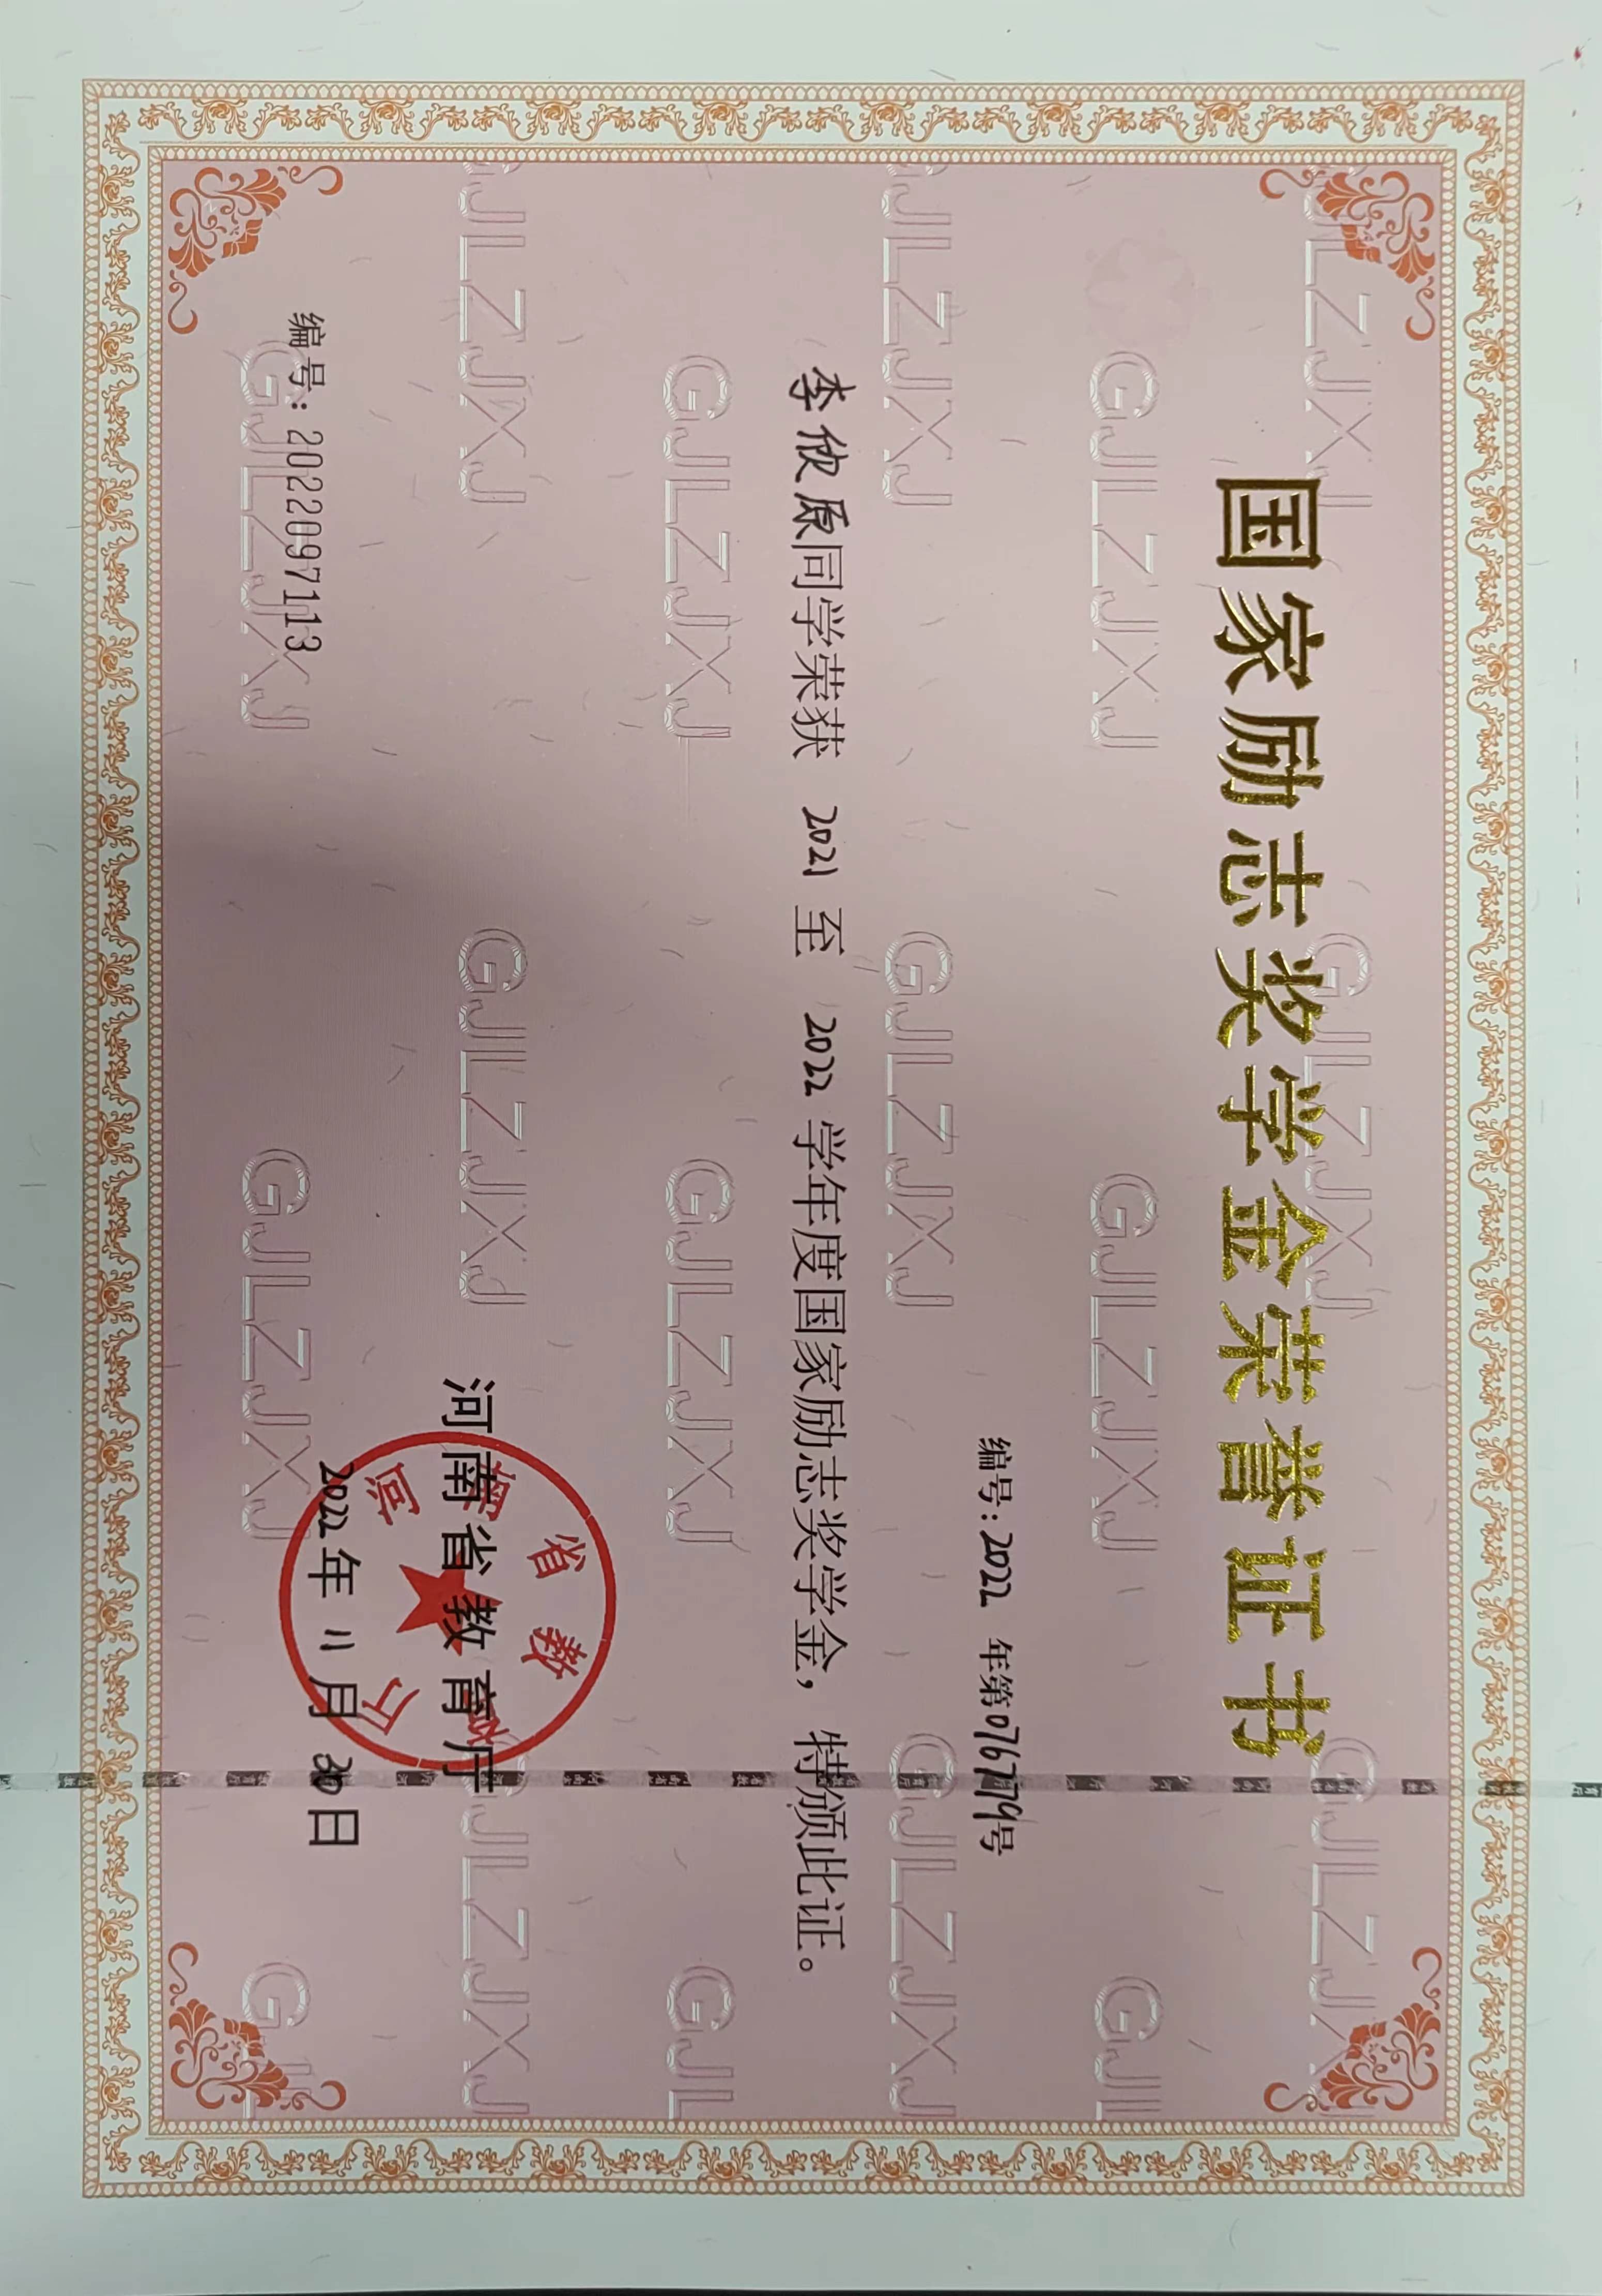 国家励志奖学金荣誉证书
编号:2022 年第076779号
李欣原同学荣获 2021 至 2022 学年度国家励志奖学金，特颁此证。
河南省教育厅
2022年11月30日
编号:2022097113
GJLZJXJ